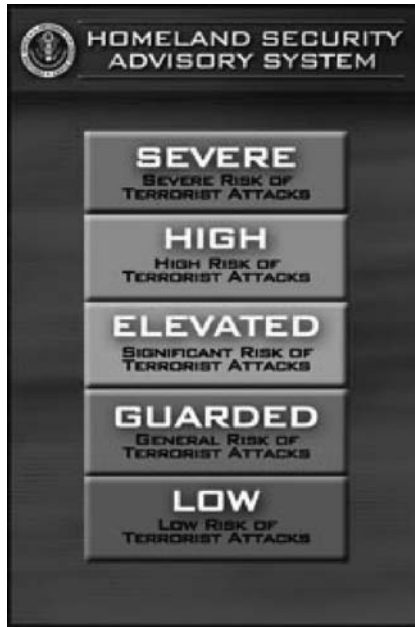 HOMELAND SECURITY
ADVISORY SYSTEM
SEVERE
SEVERE RISK OF
TERRORIST ATTACKS
HIGH
HIGH RISK OF
TERRORIST ATTACKS
ELEVATED
SIGNIFICANT RISK OF
TERRORIST ATTACKS
GUARDED
GENERAL RISK OF
TERRORIST ATTACKS
LOW
LOW RISK OF
TERRORIST ATTACKS